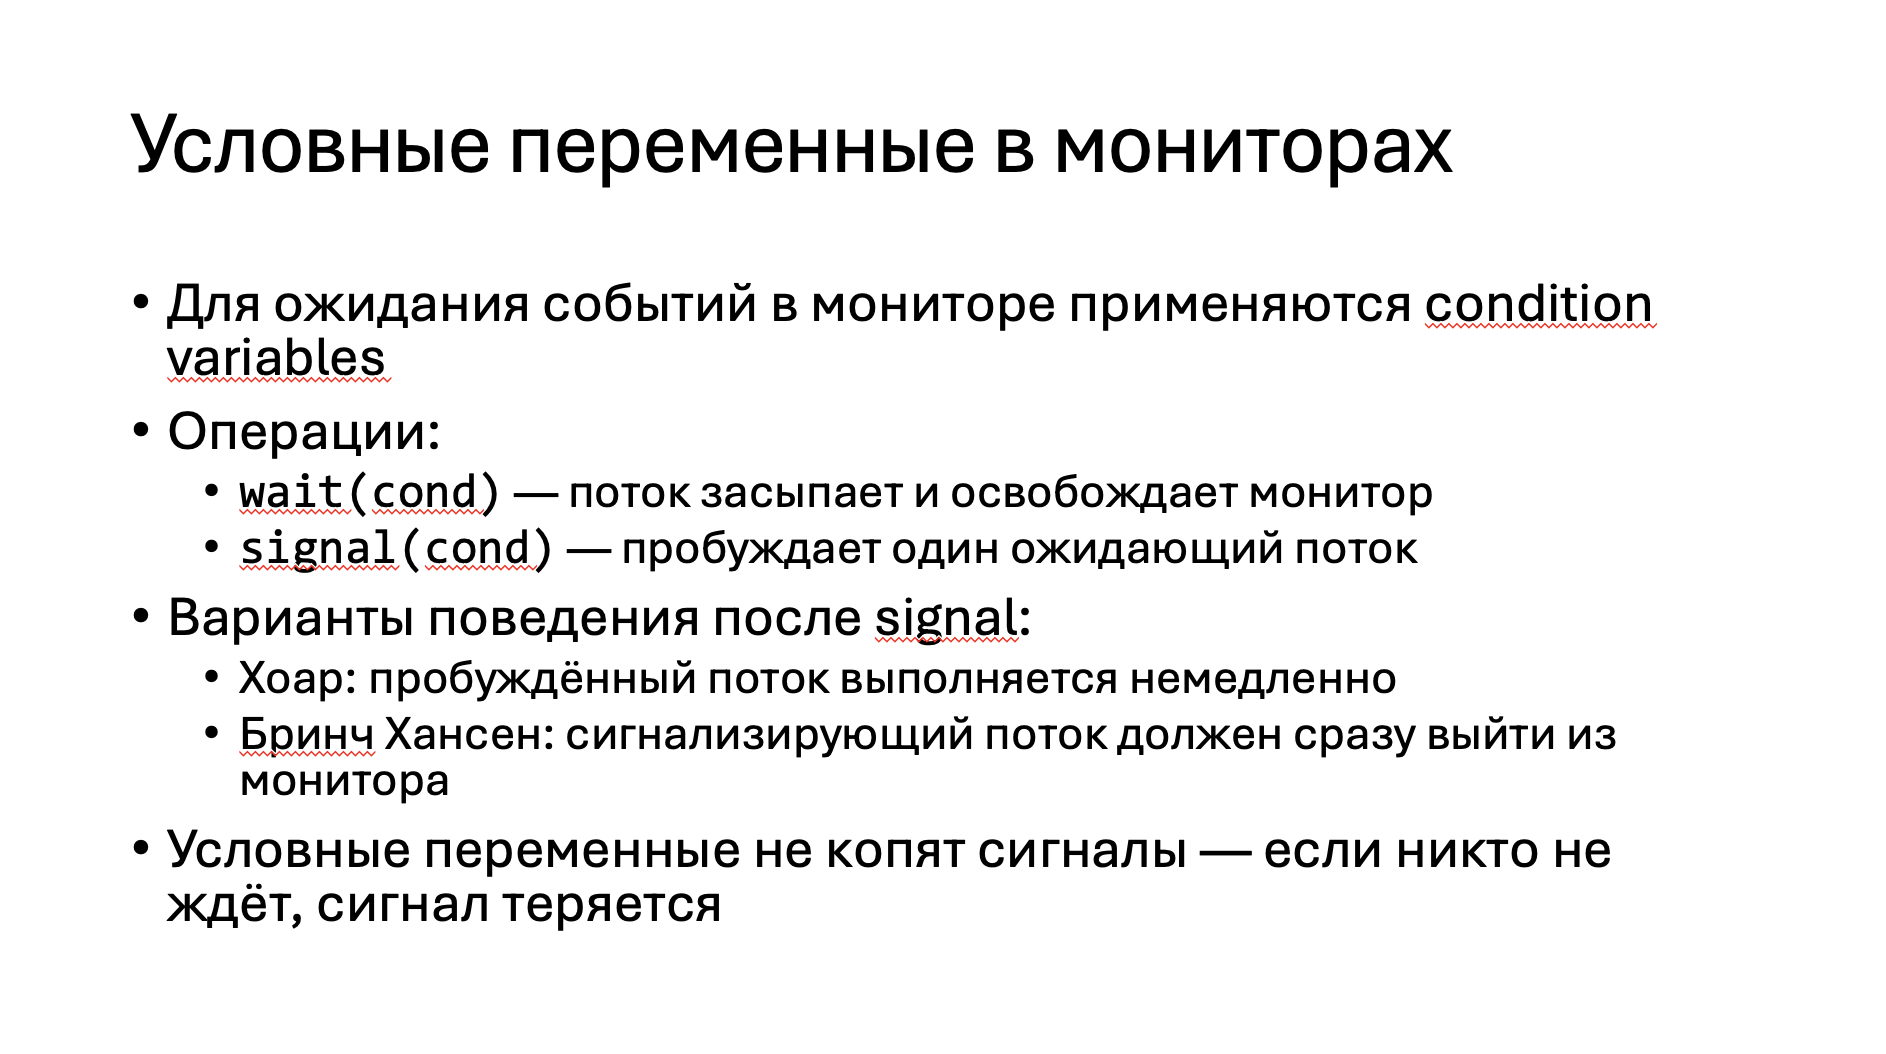 Условные переменные в мониторах
• Для ожидания событий в мониторе применяются condition
variables
• Операции:
• wait(cond) — поток засыпает и освобождает монитор
• signal(cond) — пробуждает один ожидающий поток
• Варианты поведения после signal:
• Хоар: пробуждённый поток выполняется немедленно
• Бринч Хансен: сигнализирующий поток должен сразу выйти из
монитора
• Условные переменные не копят сигналы — если никто не
ждёт, сигнал теряется